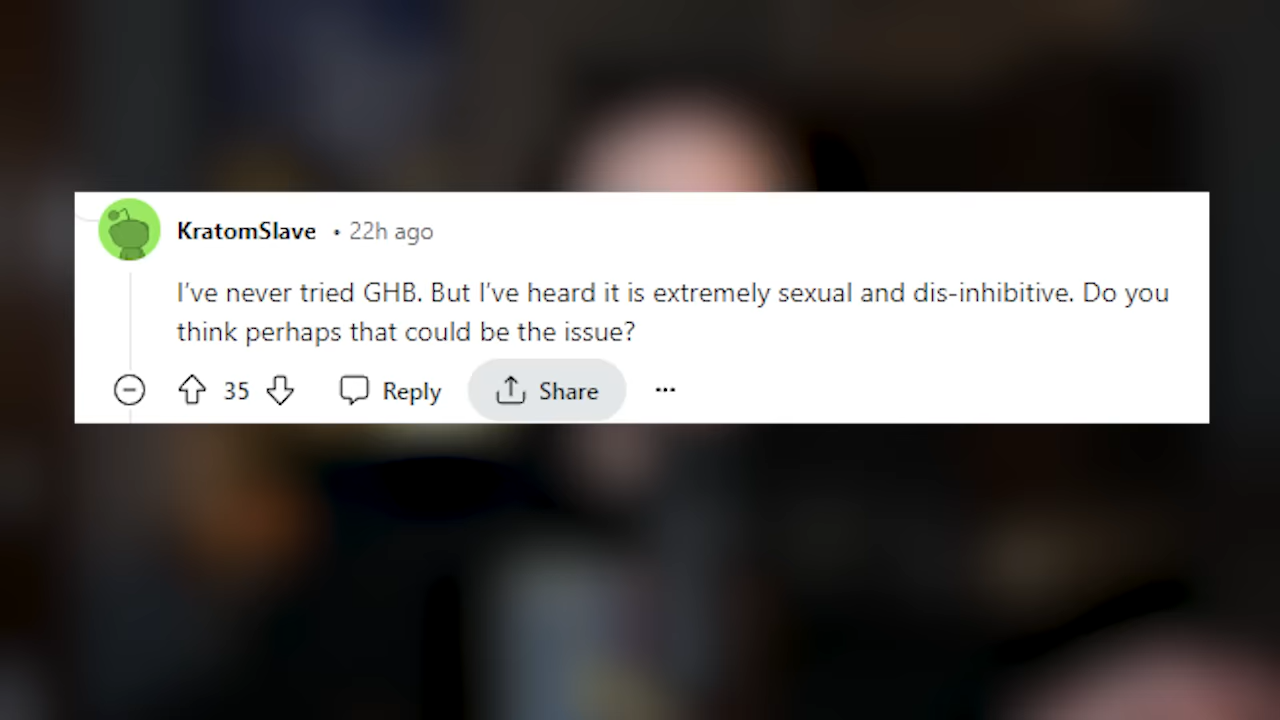 KratomSlave • 22h ago
I’ve never tried GHB. But I’ve heard it is extremely sexual and dis-inhibitive. Do you
think perhaps that could be the issue?
35 Reply Share ...